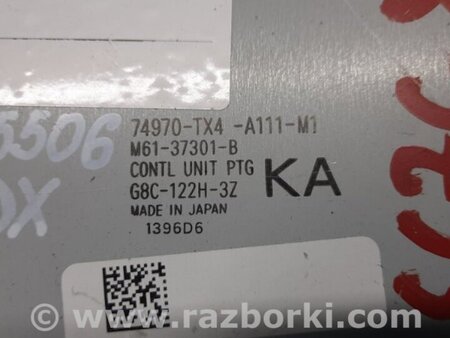 74970-TX4 -A111-M1
M61-37301-B
CONTL UNIT PTG
G8C-122H-3Z
KA
MADE IN JAPAN
1396D6
5506
DX
www.razborki.com